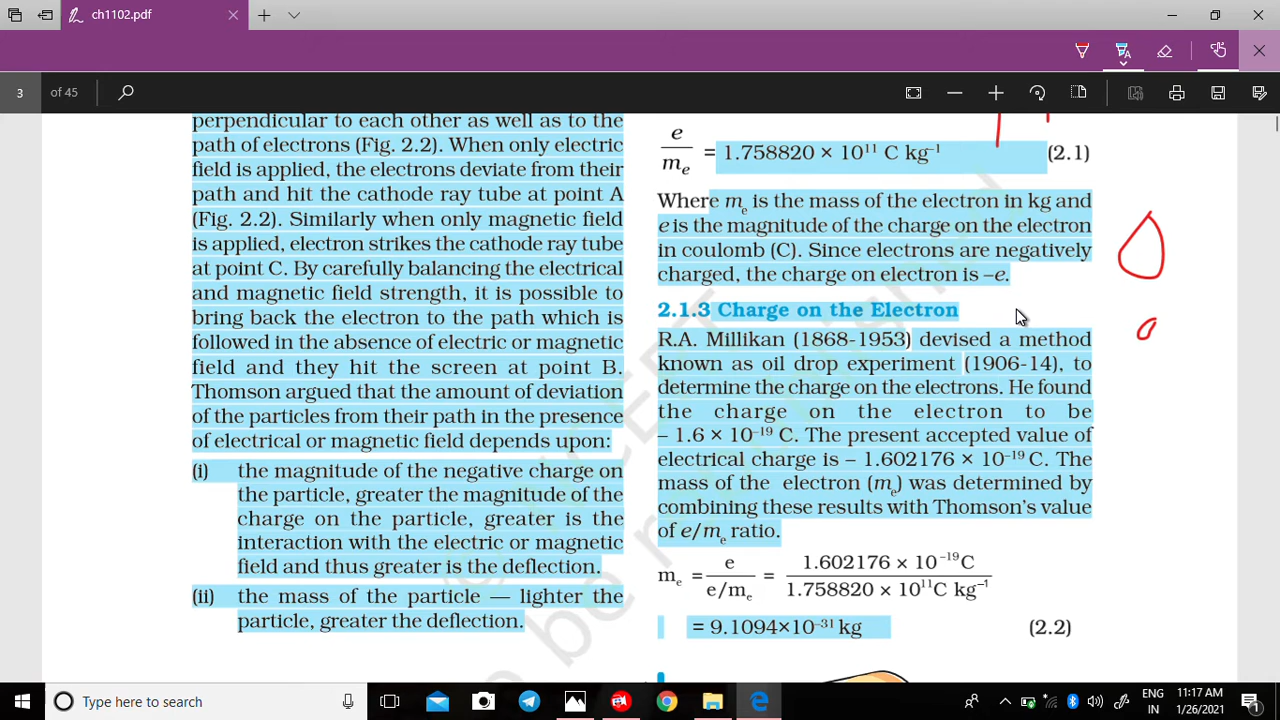 ch1102.pdf
3 of 45
perpendicular to each other as well as to the
path of electrons (Fig. 2.2). When only electric
field is applied, the electrons deviate from their
path and hit the cathode ray tube at point A
(Fig. 2.2). Similarly when only magnetic field
is applied, electron strikes the cathode ray tube
at point C. By carefully balancing the electrical
and magnetic field strength, it is possible to
bring back the electron to the path which is
followed in the absence of electric or magnetic
field and they hit the screen at point B.
Thomson argued that the amount of deviation
of the particles from their path in the presence
of electrical or magnetic field depends upon:
(i) the magnitude of the negative charge on
the particle, greater the magnitude of the
charge on the particle, greater is the
interaction with the electric or magnetic
field and thus greater is the deflection.
(ii) the mass of the particle — lighter the
particle, greater the deflection.
e/mₑ = 1.758820 × 10¹¹ C kg⁻¹ (2.1)
Where mₑ is the mass of the electron in kg and
e is the magnitude of the charge on the electron
in coulomb (C). Since electrons are negatively
charged, the charge on electron is –e.
2.1.3 Charge on the Electron
R.A. Millikan (1868-1953) devised a method
known as oil drop experiment (1906-14), to
determine the charge on the electrons. He found
the charge on the electron to be
– 1.6 × 10⁻¹⁹ C. The present accepted value of
electrical charge is – 1.602176 × 10⁻¹⁹ C. The
mass of the electron (mₑ) was determined by
combining these results with Thomson's value
of e/mₑ ratio.
mₑ = e / e/mₑ = 1.602176 × 10⁻¹⁹C / 1.758820 × 10¹¹C kg⁻¹
= 9.1094×10⁻³¹ kg (2.2)
Type here to search
ENG
IN
11:17 AM
1/26/2021
1